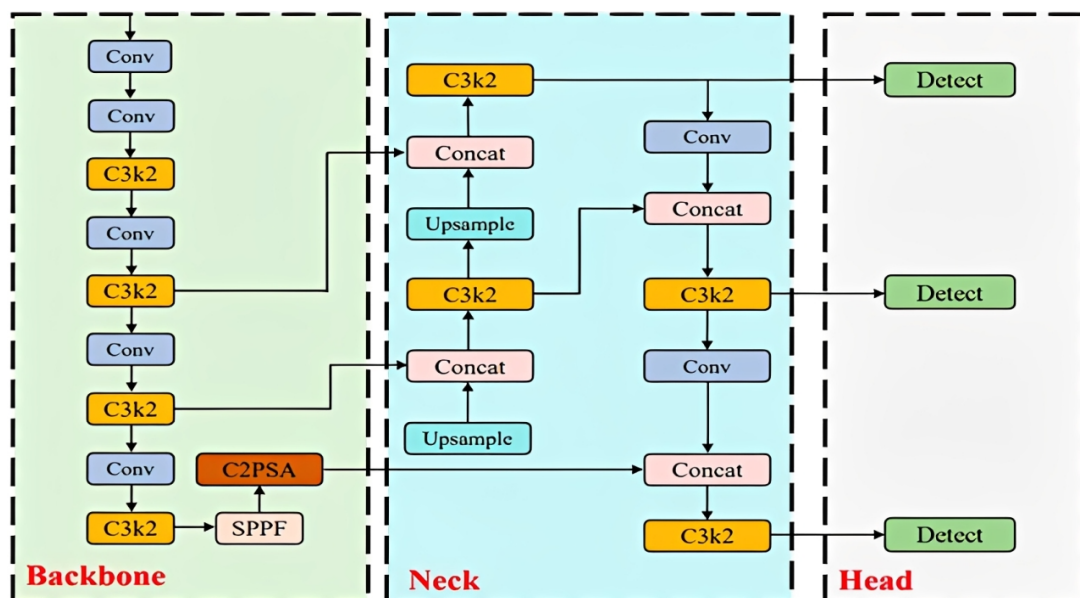 Conv
Conv
C3k2
Conv
C3k2
Conv
C3k2
Conv
C3k2
SPPF
C2PSA
Backbone
C3k2
Concat
Upsample
C3k2
Concat
Upsample
Conv
Concat
C3k2
Conv
Concat
C3k2
Neck
Detect
Detect
Detect
Head